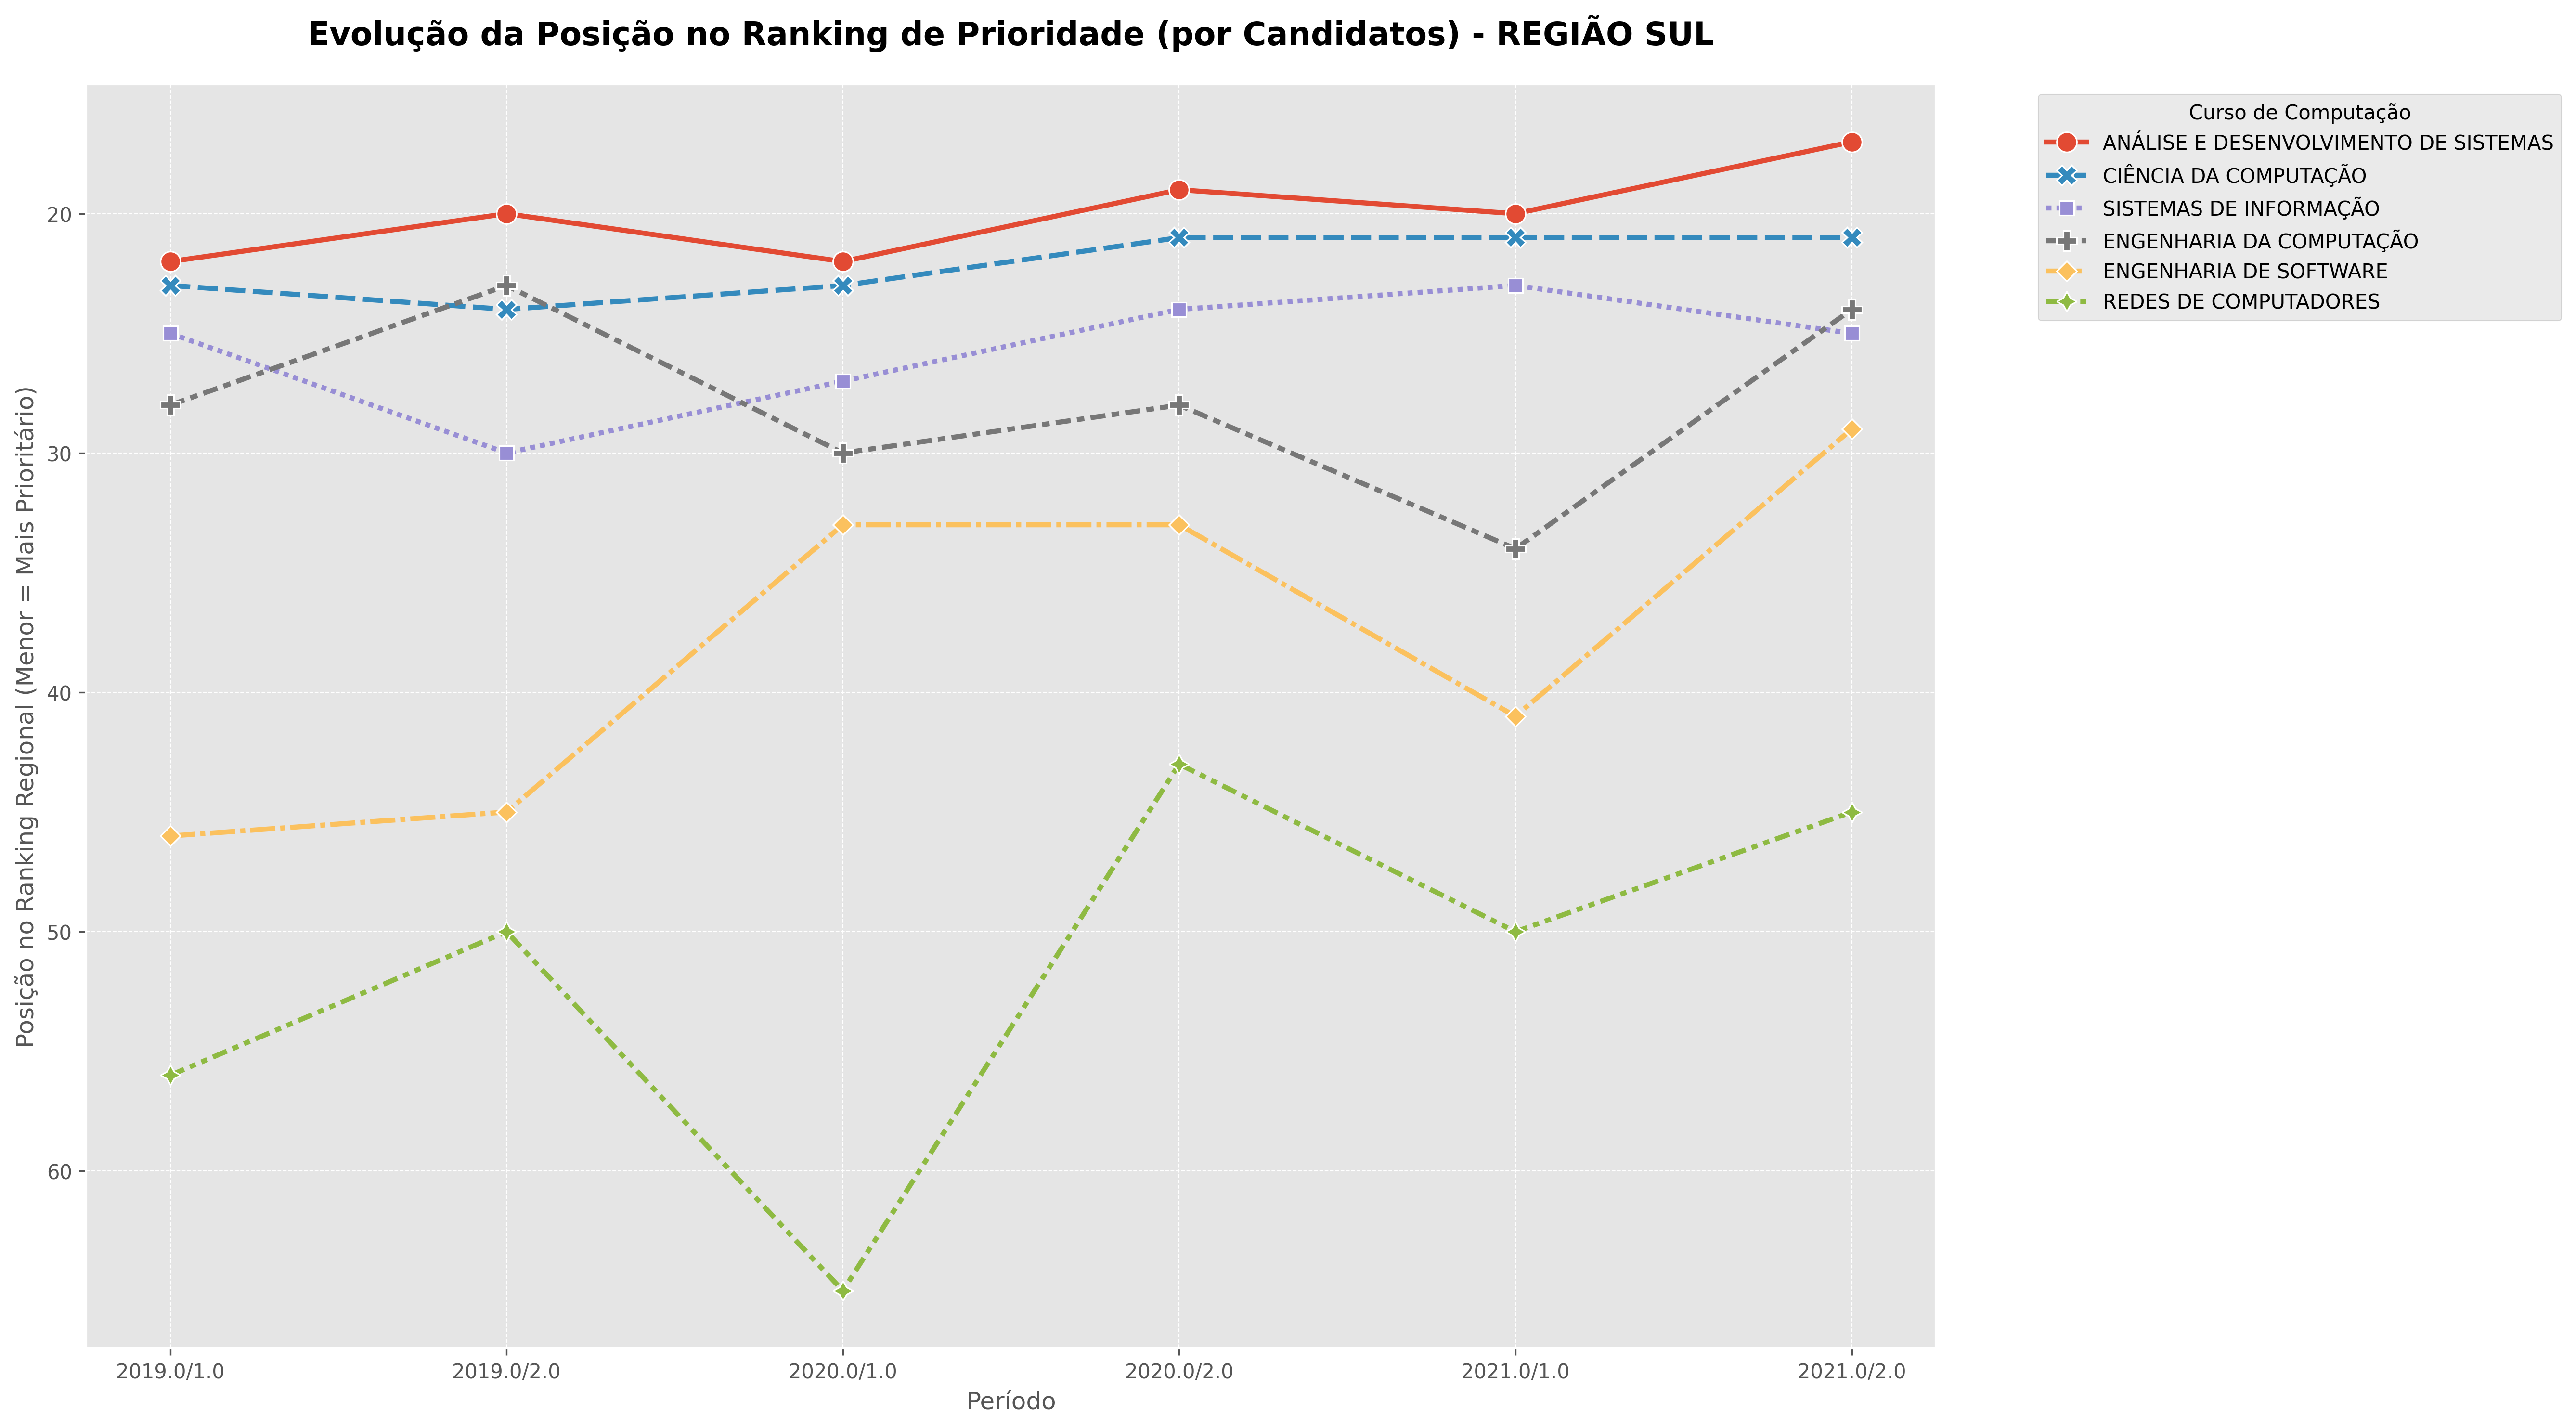 Evolução da Posição no Ranking de Prioridade (por Candidatos) - REGIÃO SUL
Posição no Ranking Regional (Menor = Mais Prioritário)
20
30
40
50
60
2019.0/1.0
2019.0/2.0
2020.0/1.0
2020.0/2.0
2021.0/1.0
2021.0/2.0
Período
Curso de Computação
ANÁLISE E DESENVOLVIMENTO DE SISTEMAS
CIÊNCIA DA COMPUTAÇÃO
SISTEMAS DE INFORMAÇÃO
ENGENHARIA DA COMPUTAÇÃO
ENGENHARIA DE SOFTWARE
REDES DE COMPUTADORES